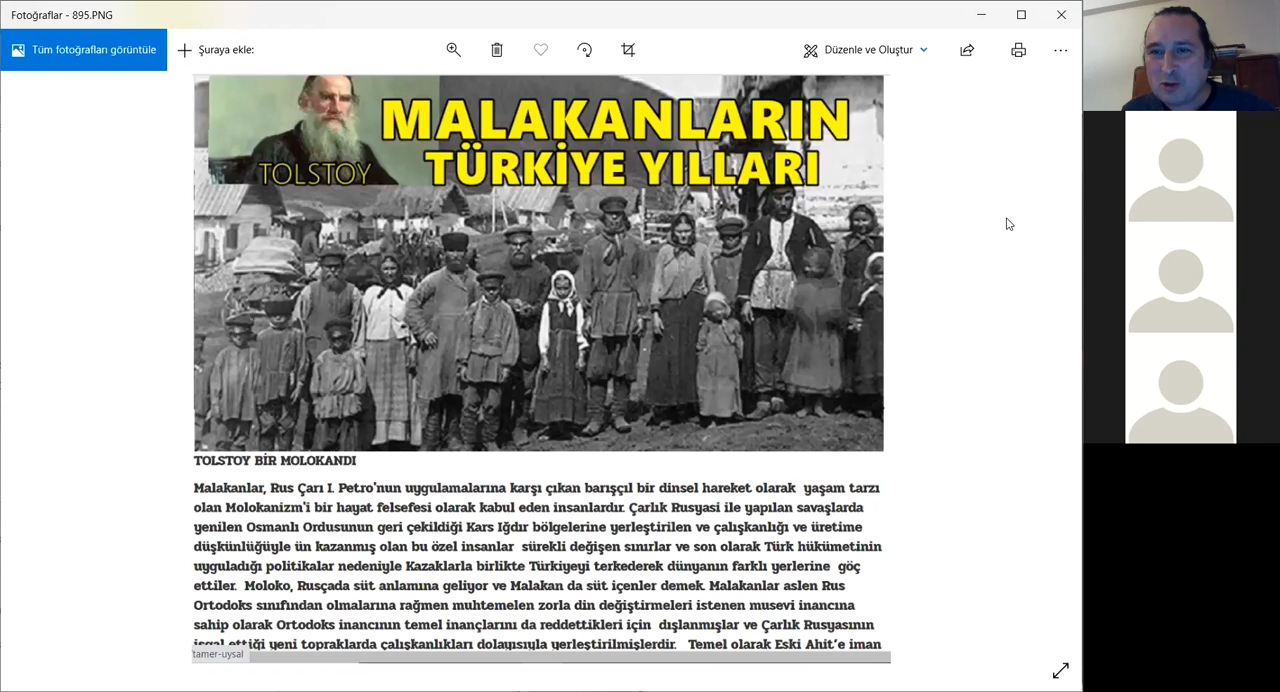 Fotoğraflar - 895.PNG
Tüm fotoğrafları görüntüle
Şuraya ekle:
Düzenle ve Oluştur
MALAKANLARIN
TÜRKİYE YILLARI
TOLSTOY
TOLSTOY BİR MOLOKANDI
Malakanlar, Rus Çarı I. Petro'nun uygulamalarına karşı çıkan barışçıl bir dinsel hareket olarak yaşam tarzı
olan Molokanizm'i bir hayat felsefesi olarak kabul eden insanlardır. Çarlık Rusyasi ile yapılan savaşlarda
yenilen Osmanlı Ordusunun geri çekildiği Kars Iğdır bölgelerine yerleştirilen ve çalışkanlığı ve üretime
düşkünlüğüyle ün kazanmış olan bu özel insanlar sürekli değişen sınırlar ve son olarak Türk hükümetinin
uyguladığı politikalar nedeniyle Kazaklarla birlikte Türkiyeyi terkederek dünyanın farklı yerlerine göç
ettiler. Moloko, Rusçada süt anlamına geliyor ve Malakan da süt içenler demek. Malakanlar aslen Rus
Ortodoks sınıfından olmalarına rağmen muhtemelen zorla din değiştirmeleri istenen musevi inancına
sahip olarak Ortodoks inancının temel inançlarını da reddettikleri için dışlanmışlar ve Çarlık Rusyasının
işgal ettiği yeni topraklarda çalışkanlıkları dolayısıyla yerleştirilmişlerdir. Temel olarak Eski Ahit'e iman
tamer-uysal